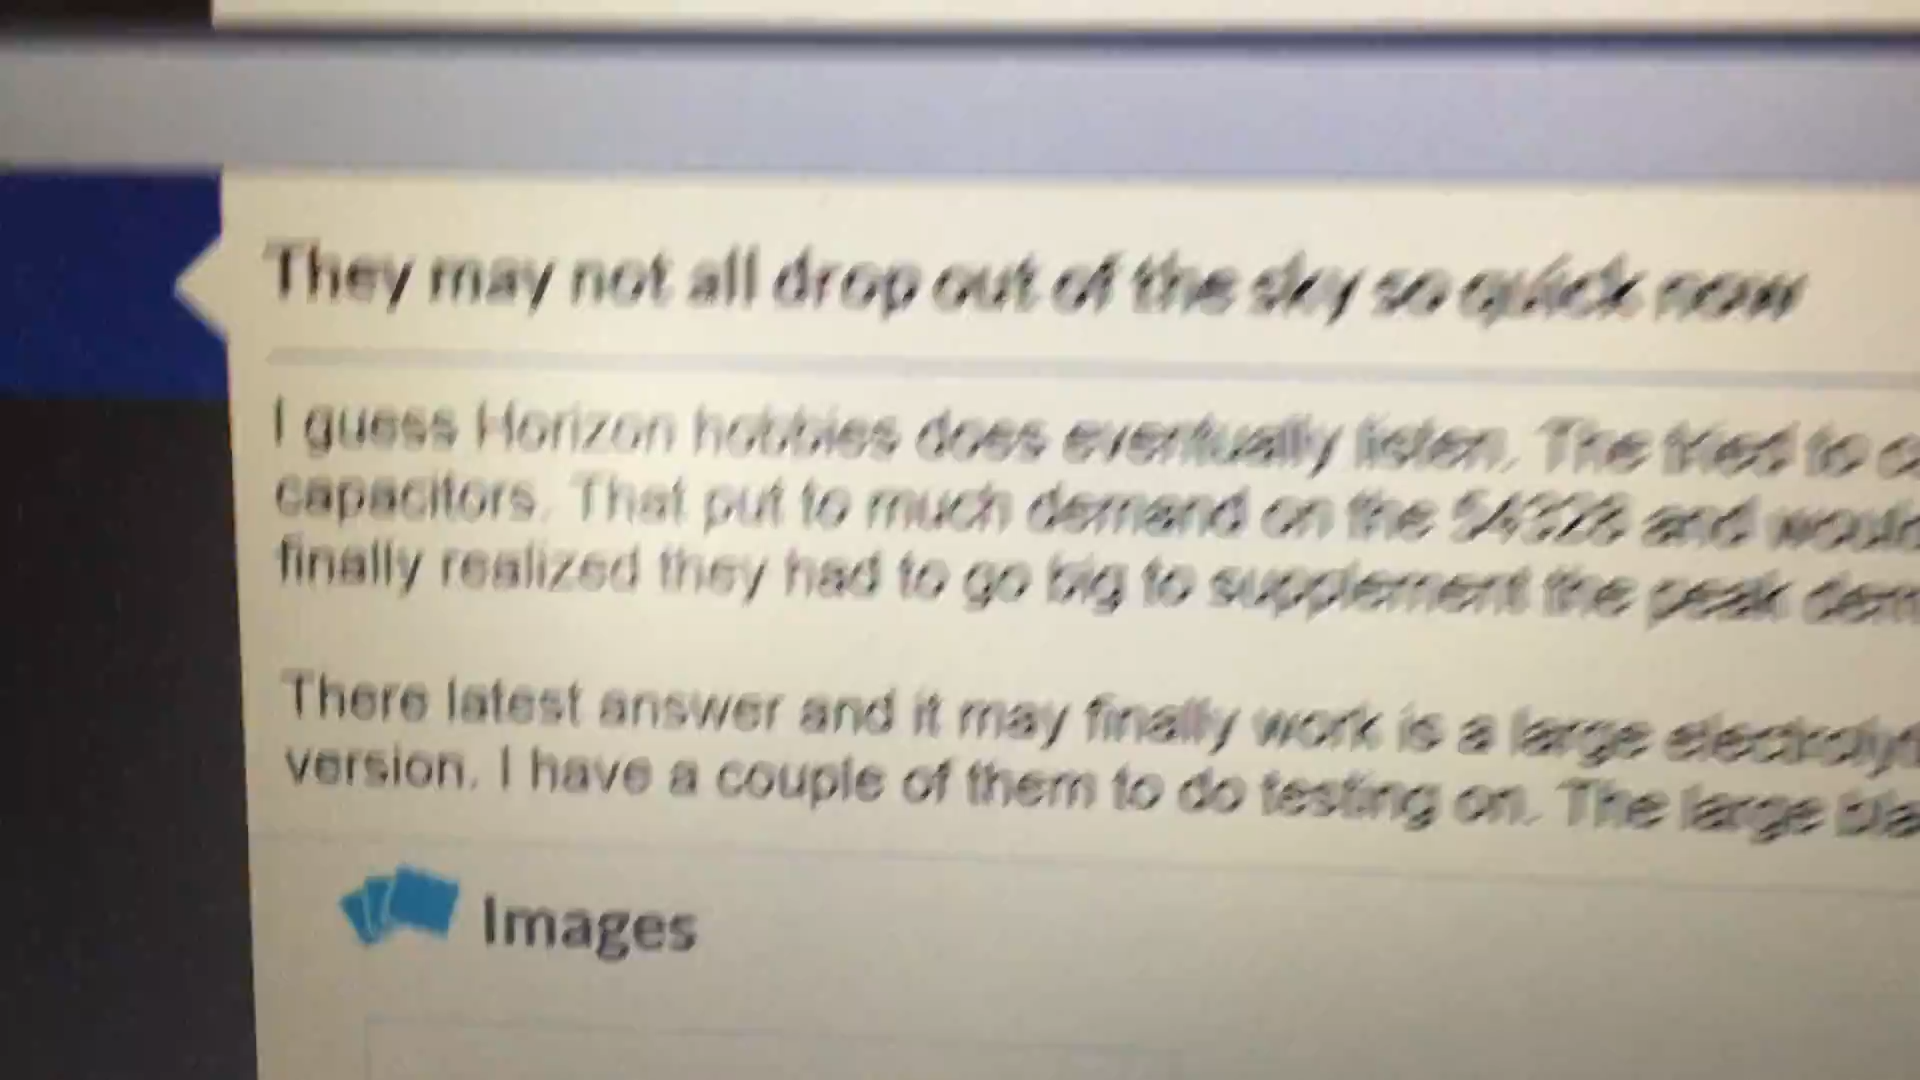 They may not all drop out of the sky so quick now
I guess Horizon hobbies does eventually listen. The tried to
capacitors. That put to much demand on the 54328 and would
finally realized they had to go big to supplement the peak
There latest answer and it may finally work is a large
version. I have a couple of them to do testing on. The large
Images